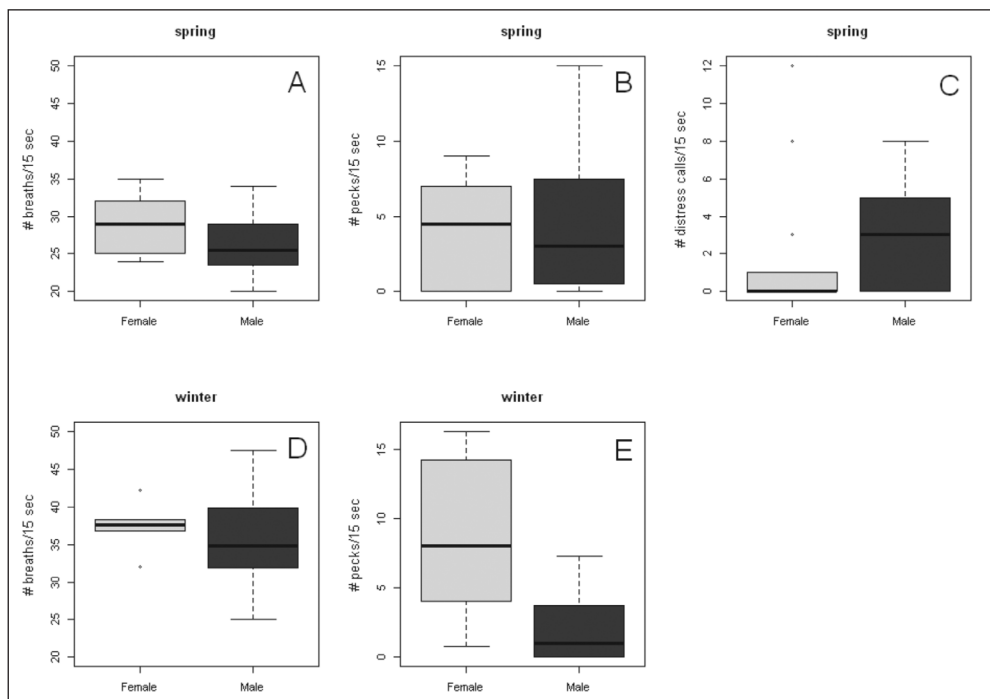 spring
A
# breaths/15 sec
50
45
40
35
30
25
20
Female
Male
spring
B
# pecks/15 sec
15
10
5
0
Female
Male
spring
C
# distress calls/15 sec
12
10
8
6
4
2
0
Female
Male
winter
D
# breaths/15 sec
50
45
40
35
30
25
20
Female
Male
winter
E
# pecks/15 sec
15
10
5
0
Female
Male